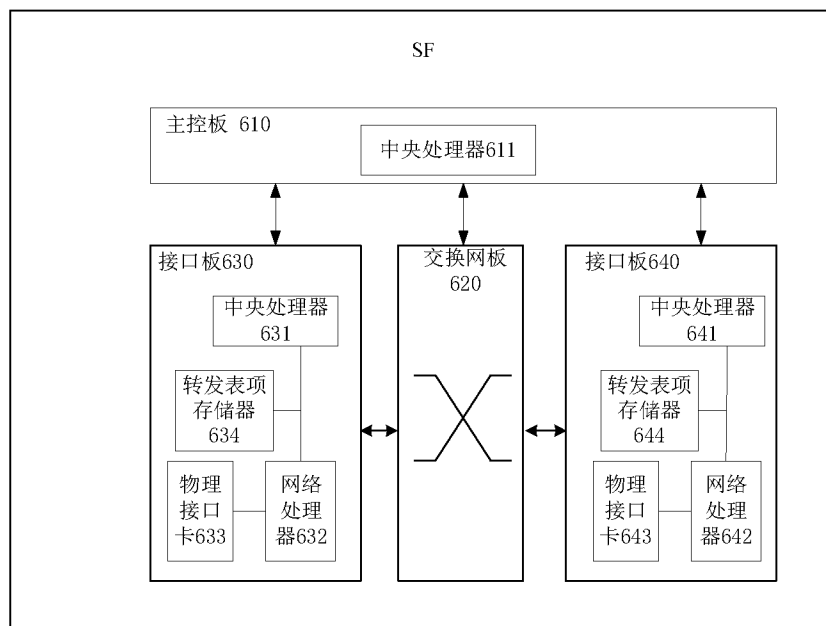 SF
主控板 610
中央处理器611
接口板630
中央处理器
631
转发表项
存储器
634
物理
接口
卡633
网络
处理
器632
交换网板
620
接口板640
中央处理器
641
转发表项
存储器
644
物理
接口
卡643
网络
处理
器642